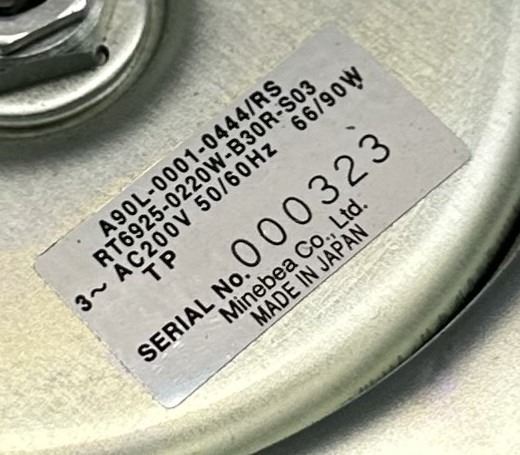 A90L-0001-0444/RS
RT6925-0220W-B30R-S03
3~ AC200V 50/60Hz 66/90W
TP
SERIAL No. 000323
Minebea Co., Ltd.
MADE IN JAPAN